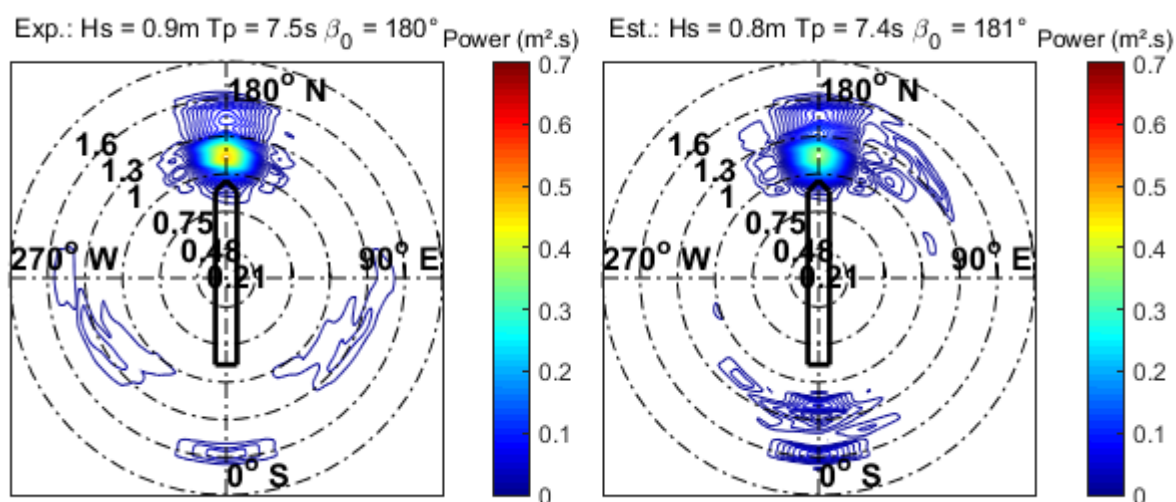 Exp.: Hs = 0.9m Tp = 7.5s β0 = 180°
Power (m².s)
180° N
1.6
1.3
1
0.75
0.48
0.21
270° W
90° E
0° S
0.7
0.6
0.5
0.4
0.3
0.2
0.1
0
Est.: Hs = 0.8m Tp = 7.4s β0 = 181°
Power (m².s)
180° N
1.6
1.3
1
0.75
0.48
0.21
270° W
90° E
0° S
0.7
0.6
0.5
0.4
0.3
0.2
0.1
0